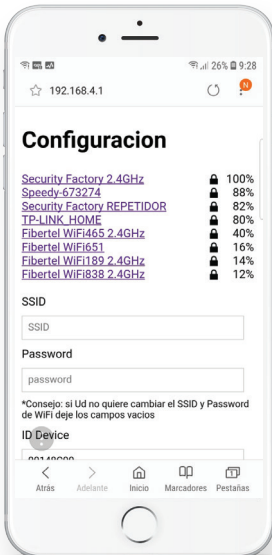 26% 9:28
192.168.4.1
N
Configuracion
Security Factory 2.4GHz 100%
Speedy-673274 88%
Security Factory REPETIDOR 82%
TP-LINK_HOME 80%
Fibertel WiFi465 2.4GHz 40%
Fibertel WiFi651 16%
Fibertel WiFi189 2.4GHz 14%
Fibertel WiFi838 2.4GHz 12%
SSID
SSID
Password
password
*Consejo: si Ud no quiere cambiar el SSID y Password
de WiFi deje los campos vacios
ID Device
00148C00
Atrás Adelante Inicio Marcadores Pestañas